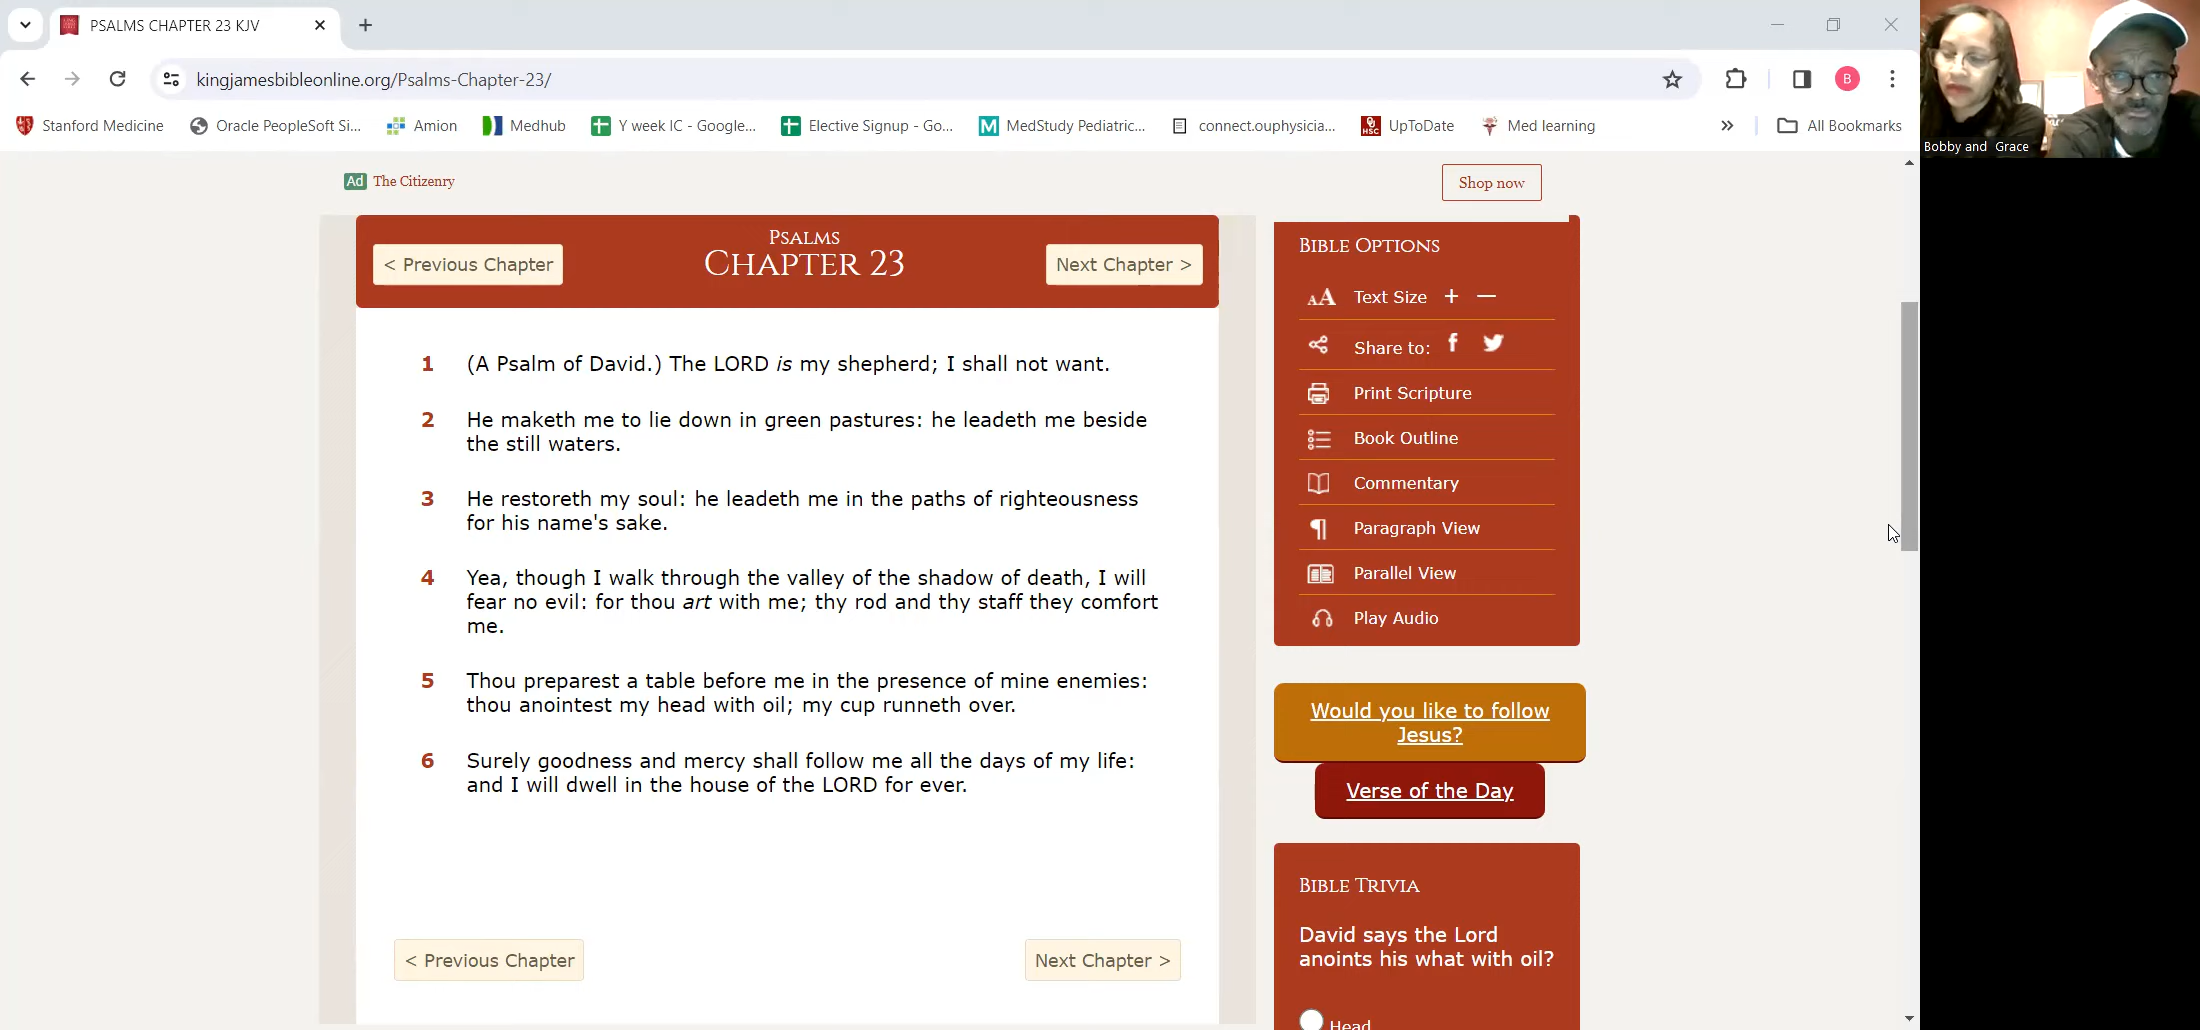 PSALMS CHAPTER 23 KJV
kingjamesbibleonline.org/Psalms-Chapter-23/
B
Stanford Medicine
Oracle PeopleSoft Si...
Amion
Medhub
Y week IC - Google...
Elective Signup - Go...
MedStudy Pediatric...
connect.ouphysicia...
UpToDate
Med learning
All Bookmarks
Bobby and Grace
Ad The Citizenry
Shop now
PSALMS
CHAPTER 23
< Previous Chapter
Next Chapter >
1 (A Psalm of David.) The LORD is my shepherd; I shall not want.
2 He maketh me to lie down in green pastures: he leadeth me beside
the still waters.
3 He restoreth my soul: he leadeth me in the paths of righteousness
for his name's sake.
4 Yea, though I walk through the valley of the shadow of death, I will
fear no evil: for thou art with me; thy rod and thy staff they comfort
me.
5 Thou preparest a table before me in the presence of mine enemies:
thou anointest my head with oil; my cup runneth over.
6 Surely goodness and mercy shall follow me all the days of my life:
and I will dwell in the house of the LORD for ever.
< Previous Chapter
Next Chapter >
BIBLE OPTIONS
AA Text Size + —
Share to:
Print Scripture
Book Outline
Commentary
Paragraph View
Parallel View
Play Audio
Would you like to follow
Jesus?
Verse of the Day
BIBLE TRIVIA
David says the Lord
anoints his what with oil?
Head